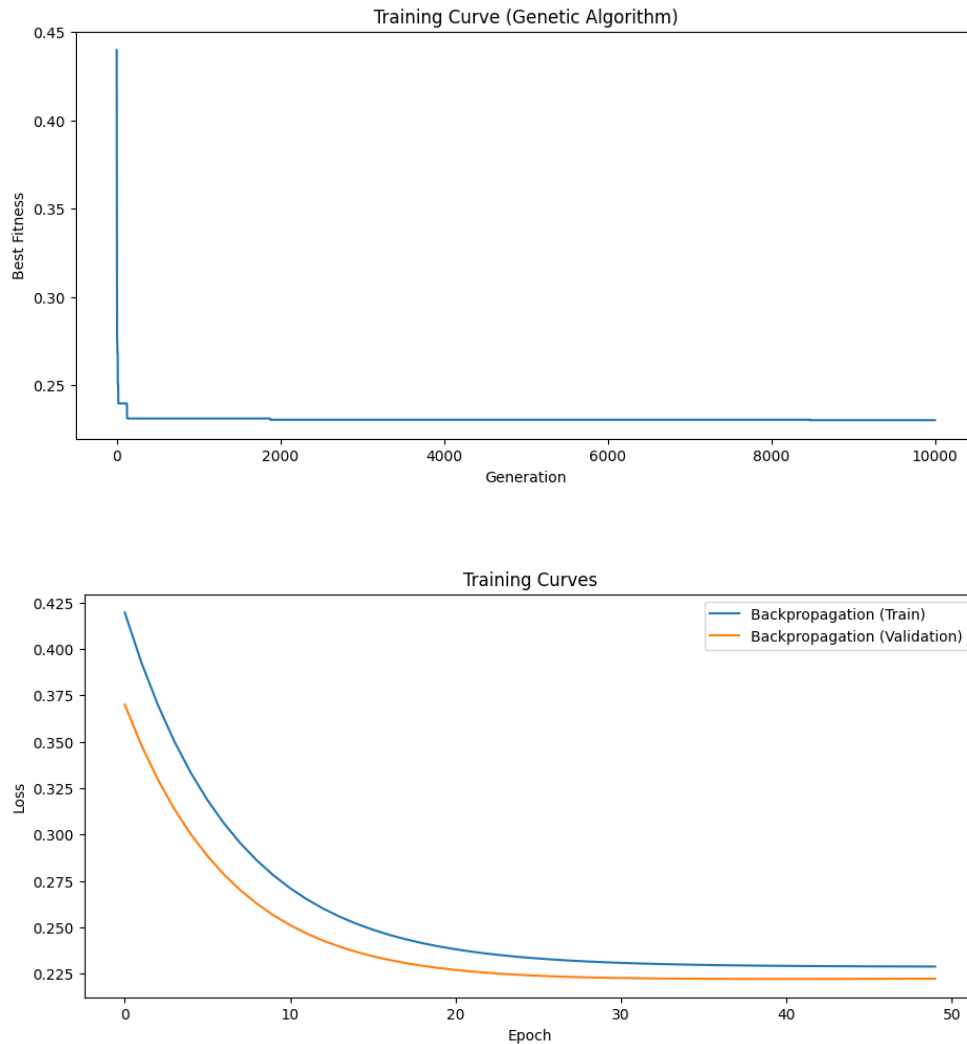 Training Curve (Genetic Algorithm)
0.45
0.40
0.35
0.30
0.25
Best Fitness
0 2000 4000 6000 8000 10000
Generation
Training Curves
Backpropagation (Train)
Backpropagation (Validation)
0.425
0.400
0.375
0.350
0.325
0.300
0.275
0.250
0.225
Loss
0 10 20 30 40 50
Epoch